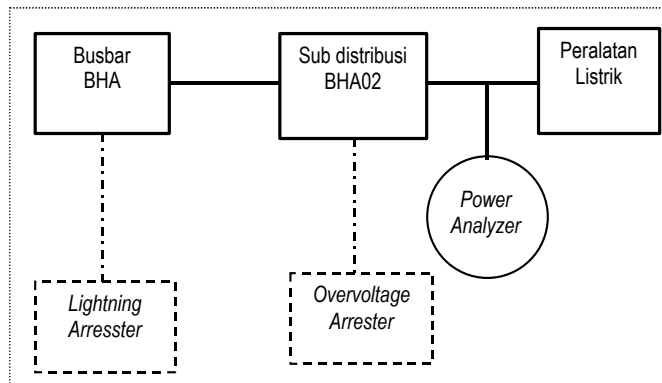 Busbar
BHA
Sub distribusi
BHA02
Peralatan
Listrik
Power
Analyzer
Lightning
Arresster
Overvoltage
Arrester